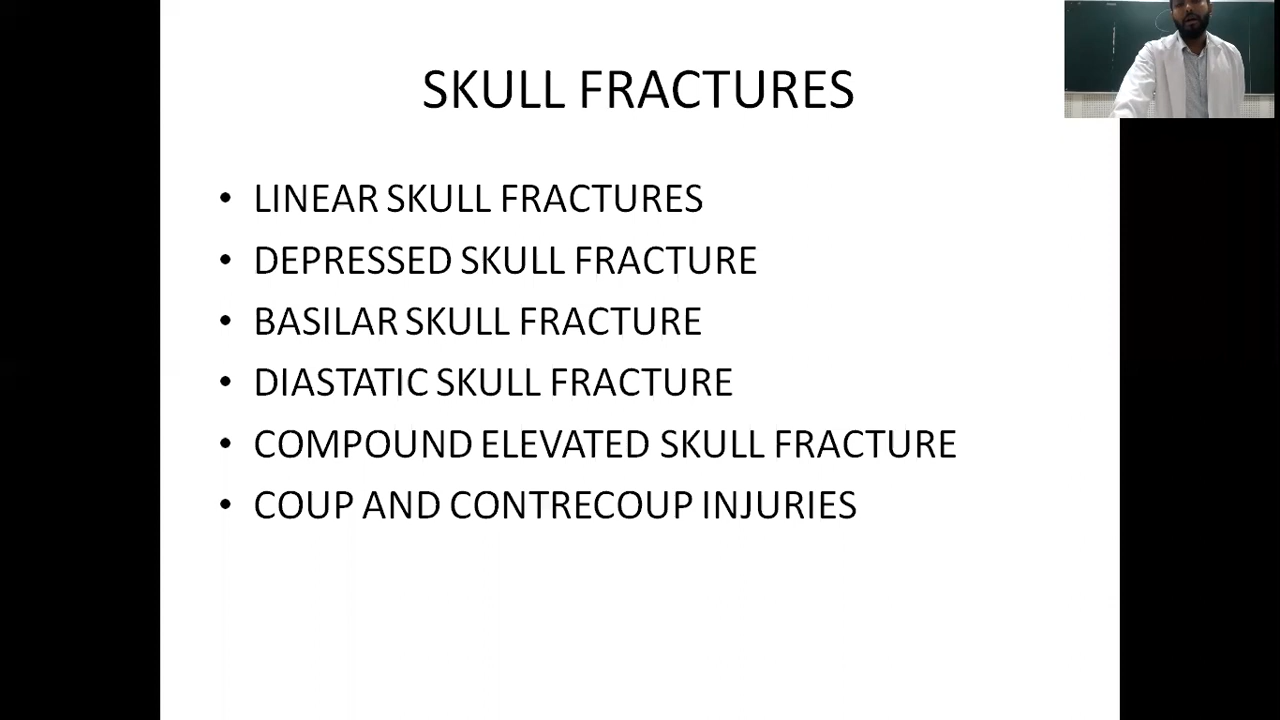 SKULL FRACTURES
• LINEAR SKULL FRACTURES
• DEPRESSED SKULL FRACTURE
• BASILAR SKULL FRACTURE
• DIASTATIC SKULL FRACTURE
• COMPOUND ELEVATED SKULL FRACTURE
• COUP AND CONTRECOUP INJURIES